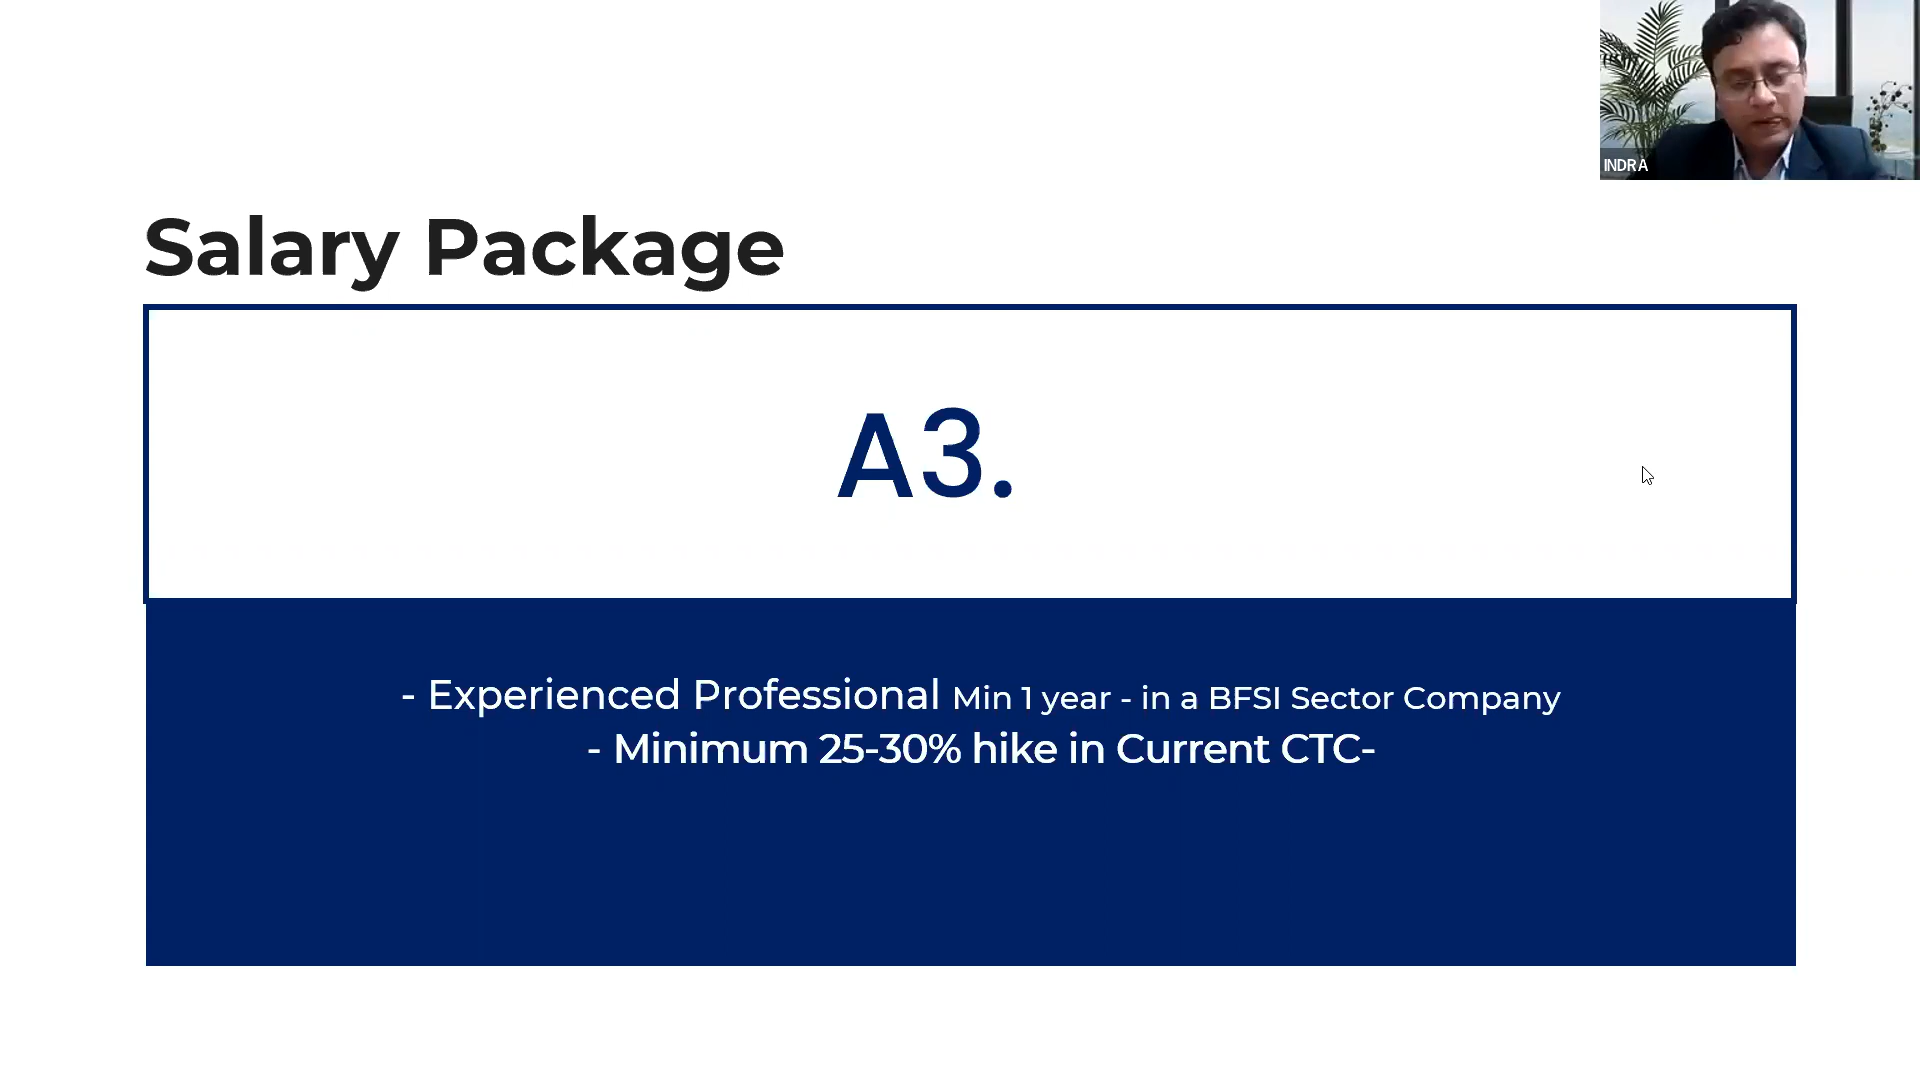 INDRA
Salary Package
A3.
- Experienced Professional Min 1 year - in a BFSI Sector Company
- Minimum 25-30% hike in Current CTC-